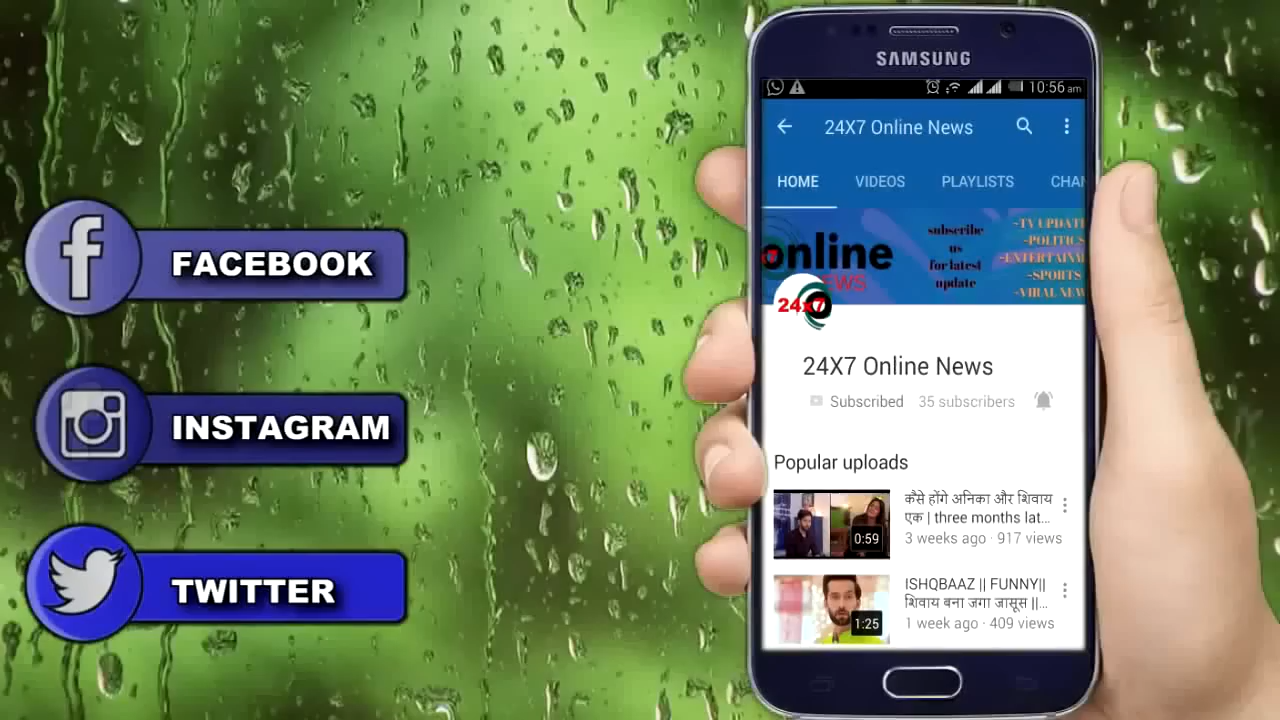 FACEBOOK
INSTAGRAM
TWITTER
SAMSUNG
10:56 am
24X7 Online News
HOME VIDEOS PLAYLISTS CHAN
online
NEWS
subscribe
us
for latest
update
~TV UPDATE
~POLITICS
~ENTERTAINM
~SPORTS
~VIRAL NEW
24x7
24X7 Online News
Subscribed 35 subscribers
Popular uploads
कैसे होंगे अनिका और शिवाय
एक | three months lat...
3 weeks ago · 917 views
0:59
ISHQBAAZ || FUNNY||
शिवाय बना जगा जासूस ||...
1 week ago · 409 views
1:25